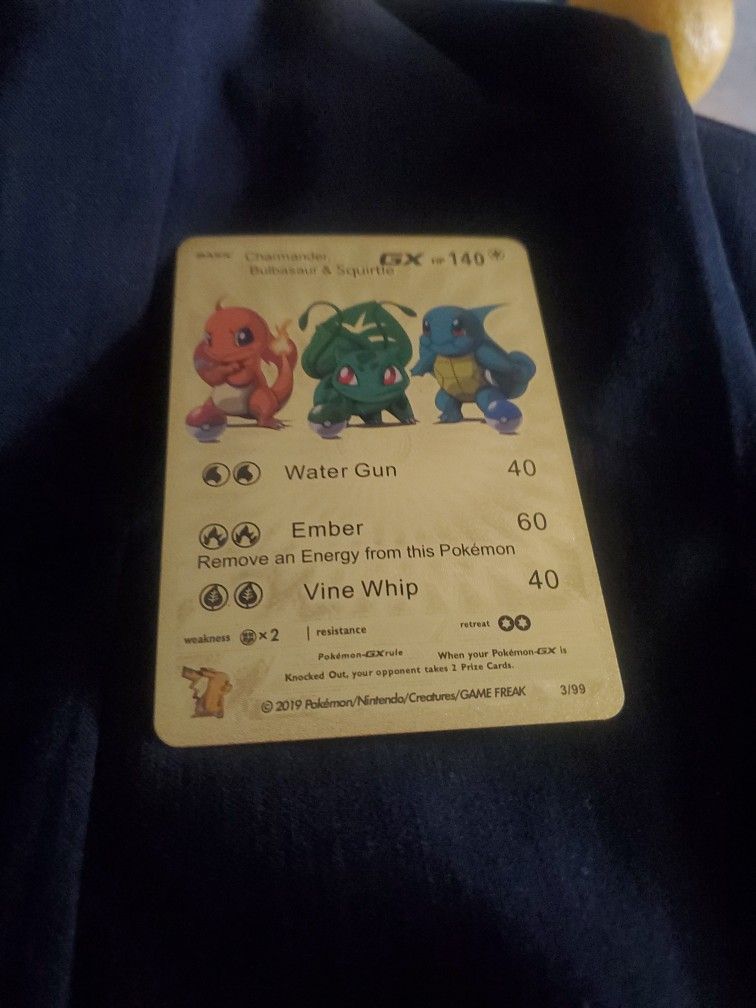 BASIC Charmander, GX HP 140
Bulbasaur & Squirtle
Water Gun 40
Ember 60
Remove an Energy from this Pokémon
Vine Whip 40
weakness ×2 | resistance retreat
Pokémon-GX rule When your Pokémon-GX is
Knocked Out, your opponent takes 2 Prize Cards.
© 2019 Pokémon/Nintendo/Creatures/GAME FREAK 3/99